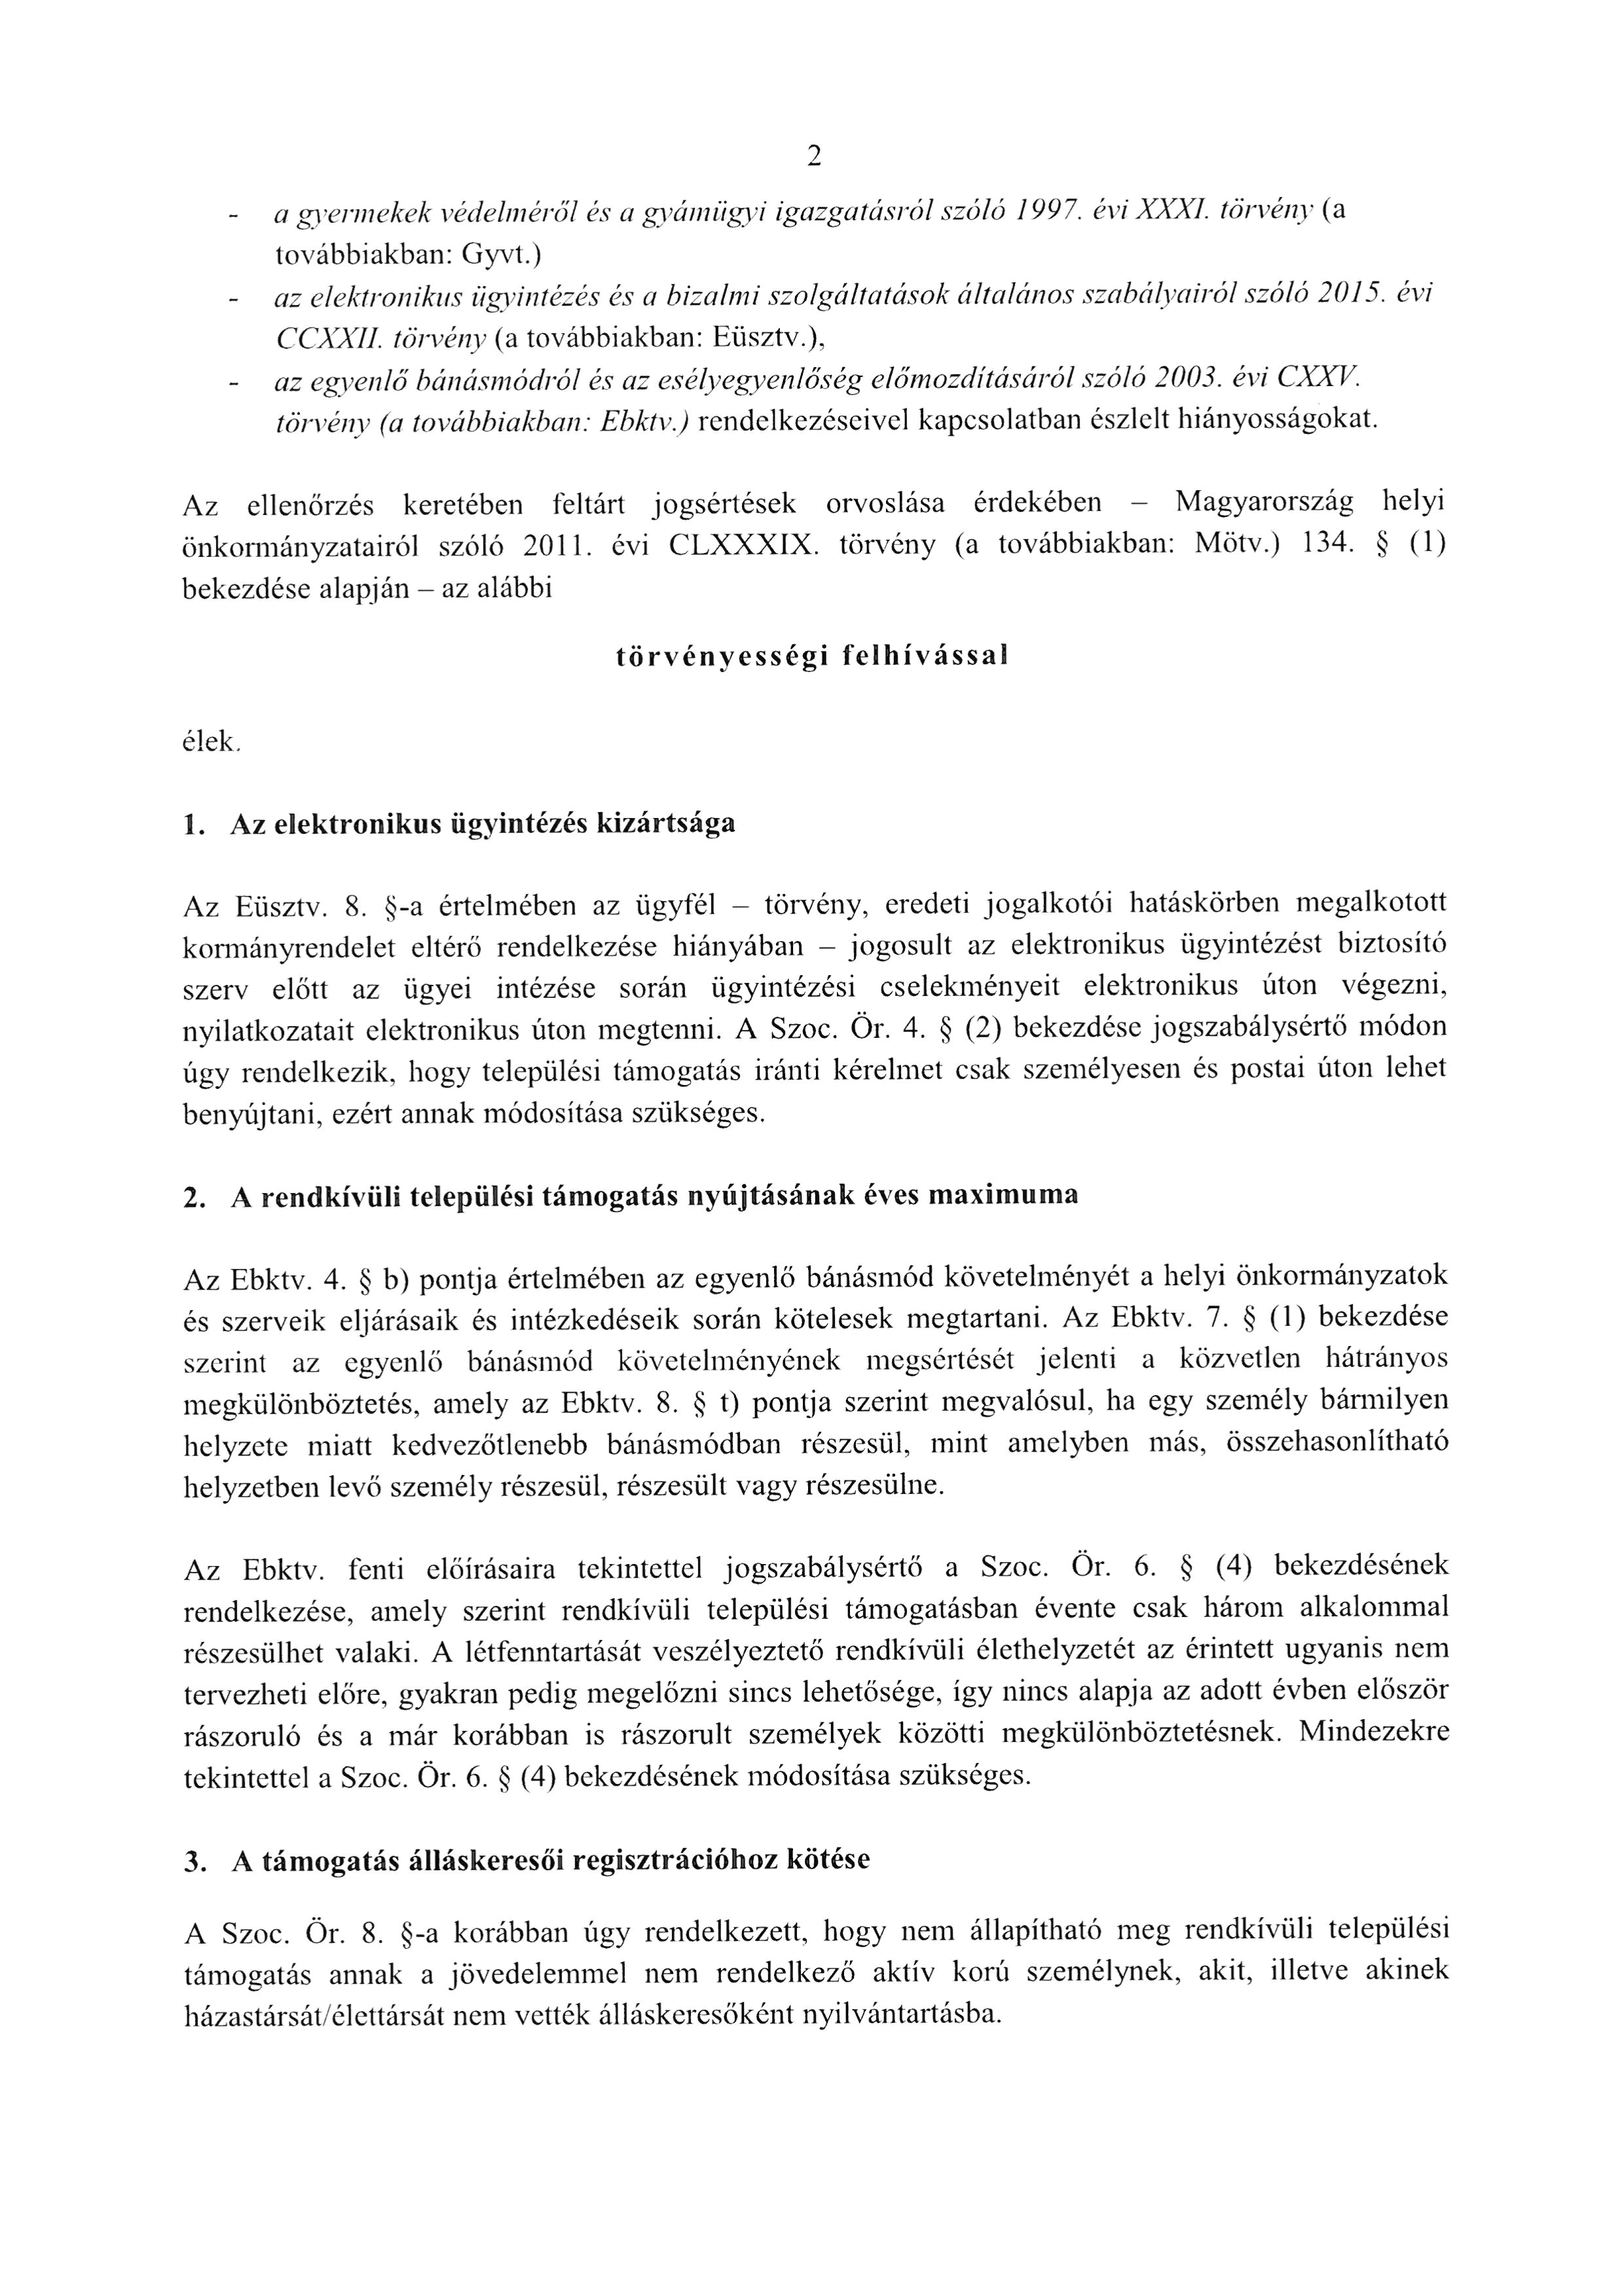 2
- a gyermekek védelméről és a gyámügyi igazgatásról szóló 1997. évi XXXI. törvény (a
továbbiakban: Gyvt.)
- az elektronikus ügyintézés és a bizalmi szolgáltatások általános szabályairól szóló 2015. évi
CCXXII. törvény (a továbbiakban: Eüsztv.),
- az egyenlő bánásmódról és az esélyegyenlőség előmozdításáról szóló 2003. évi CXXV.
törvény (a továbbiakban: Ebktv.) rendelkezéseivel kapcsolatban észlelt hiányosságokat.
Az ellenőrzés keretében feltárt jogsértések orvoslása érdekében – Magyarország helyi
önkormányzatairól szóló 2011. évi CLXXXIX. törvény (a továbbiakban: Mötv.) 134. § (1)
bekezdése alapján – az alábbi
törvényességi felhívással
élek.
1. Az elektronikus ügyintézés kizártsága
Az Eüsztv. 8. §-a értelmében az ügyfél – törvény, eredeti jogalkotói hatáskörben megalkotott
kormányrendelet eltérő rendelkezése hiányában – jogosult az elektronikus ügyintézést biztosító
szerv előtt az ügyei intézése során ügyintézési cselekményeit elektronikus úton végezni,
nyilatkozatait elektronikus úton megtenni. A Szoc. Ör. 4. § (2) bekezdése jogszabálysértő módon
úgy rendelkezik, hogy települési támogatás iránti kérelmet csak személyesen és postai úton lehet
benyújtani, ezért annak módosítása szükséges.
2. A rendkívüli települési támogatás nyújtásának éves maximuma
Az Ebktv. 4. § b) pontja értelmében az egyenlő bánásmód követelményét a helyi önkormányzatok
és szerveik eljárásaik és intézkedéseik során kötelesek megtartani. Az Ebktv. 7. § (1) bekezdése
szerint az egyenlő bánásmód követelményének megsértését jelenti a közvetlen hátrányos
megkülönböztetés, amely az Ebktv. 8. § t) pontja szerint megvalósul, ha egy személy bármilyen
helyzete miatt kedvezőtlenebb bánásmódban részesül, mint amelyben más, összehasonlítható
helyzetben levő személy részesül, részesült vagy részesülne.
Az Ebktv. fenti előírásaira tekintettel jogszabálysértő a Szoc. Ör. 6. § (4) bekezdésének
rendelkezése, amely szerint rendkívüli települési támogatásban évente csak három alkalommal
részesülhet valaki. A létfenntartását veszélyeztető rendkívüli élethelyzetét az érintett ugyanis nem
tervezheti előre, gyakran pedig megelőzni sincs lehetősége, így nincs alapja az adott évben először
rászoruló és a már korábban is rászorult személyek közötti megkülönböztetésnek. Mindezekre
tekintettel a Szoc. Ör. 6. § (4) bekezdésének módosítása szükséges.
3. A támogatás álláskeresői regisztrációhoz kötése
A Szoc. Ör. 8. §-a korábban úgy rendelkezett, hogy nem állapítható meg rendkívüli települési
támogatás annak a jövedelemmel nem rendelkező aktív korú személynek, akit, illetve akinek
házastársát/élettársát nem vették álláskeresőként nyilvántartásba.